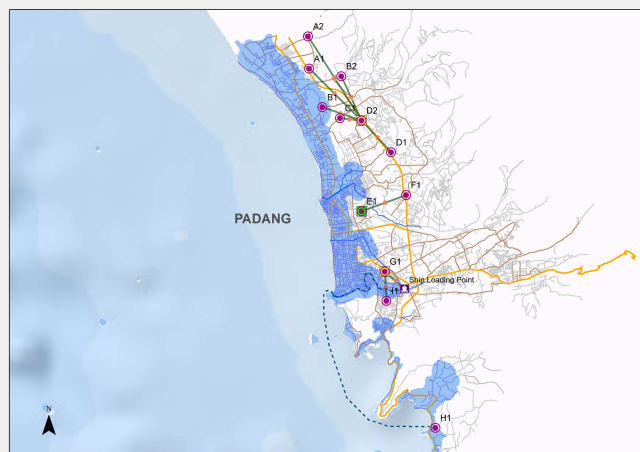 A2
A1
B2
B1
C1
D2
D1
F1
E1
PADANG
G1
Ship Loading Point
I1
H1
N